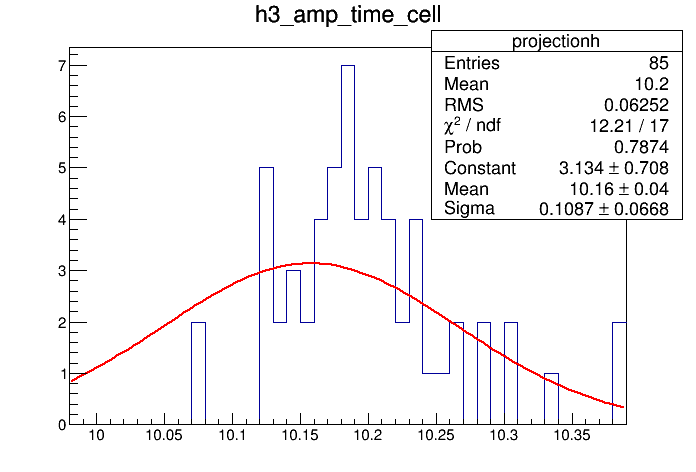 h3_amp_time_cell
projectionh
Entries 85
Mean 10.2
RMS 0.06252
χ² / ndf 12.21 / 17
Prob 0.7874
Constant 3.134 ± 0.708
Mean 10.16 ± 0.04
Sigma 0.1087 ± 0.0668
7
6
5
4
3
2
1
0
10 10.05 10.1 10.15 10.2 10.25 10.3 10.35